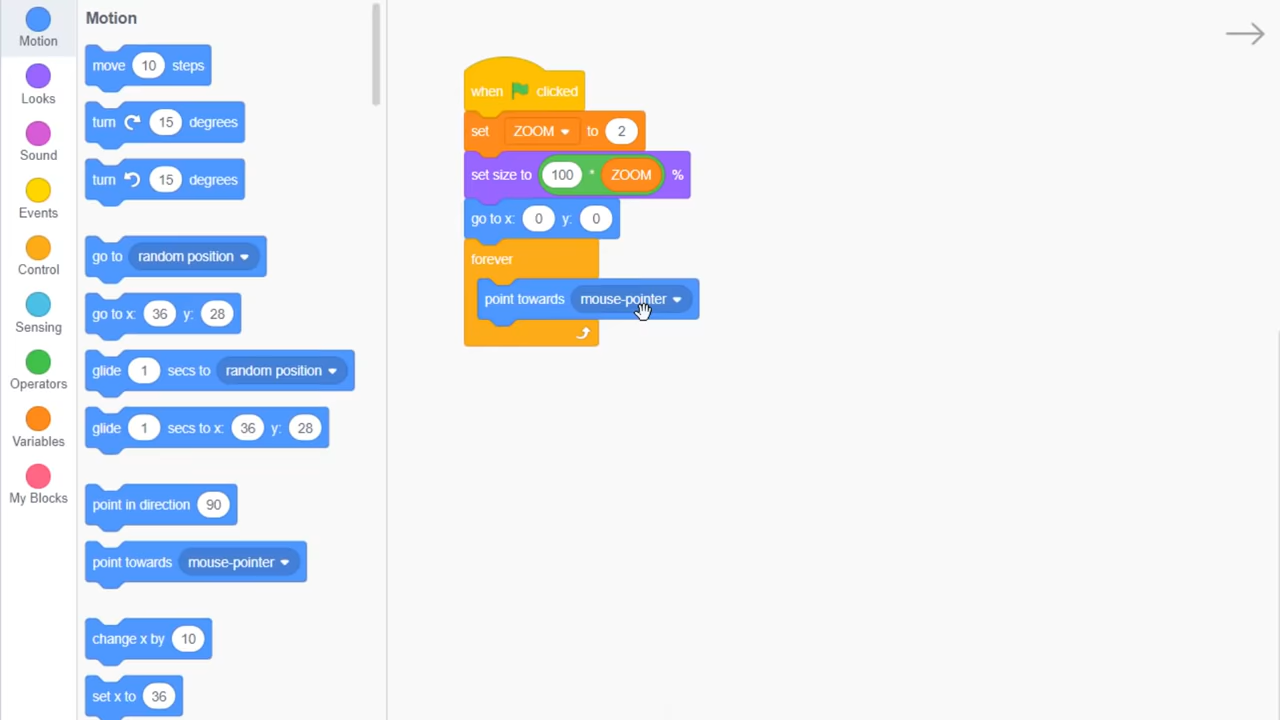 Motion
Looks
Sound
Events
Control
Sensing
Operators
Variables
My Blocks
Motion
move 10 steps
turn 15 degrees
turn 15 degrees
go to random position
go to x: 36 y: 28
glide 1 secs to random position
glide 1 secs to x: 36 y: 28
point in direction 90
point towards mouse-pointer
change x by 10
set x to 36
when clicked
set ZOOM to 2
set size to 100 * ZOOM %
go to x: 0 y: 0
forever
point towards mouse-pointer